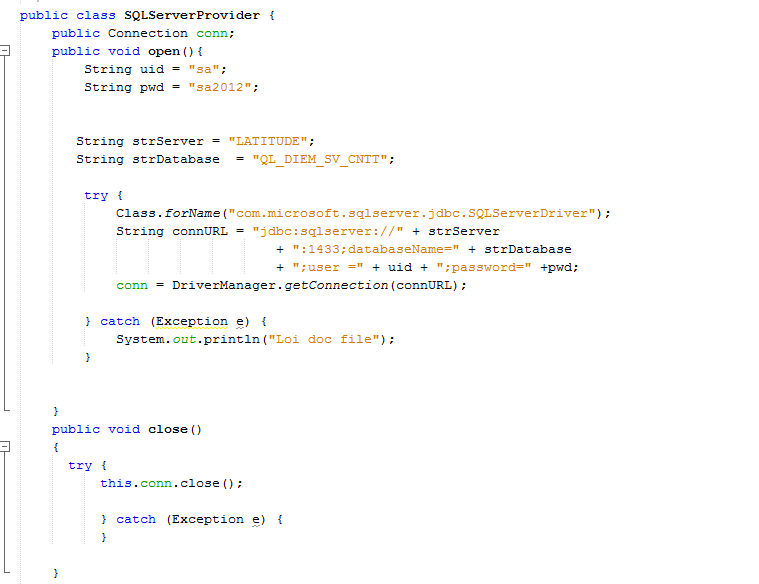 public class SQLServerProvider {
    public Connection conn;
    public void open(){
        String uid = "sa";
        String pwd = "sa2012";
       String strServer = "LATITUDE";
       String strDatabase  = "QL_DIEM_SV_CNTT";
        try {
            Class.forName("com.microsoft.sqlserver.jdbc.SQLServerDriver");
            String connURL = "jdbc:sqlserver://" + strServer
                                + ":1433;databaseName=" + strDatabase
                                + ";user =" + uid + ";password=" +pwd;
            conn = DriverManager.getConnection(connURL);
        } catch (Exception e) {
            System.out.println("Loi doc file");
        }
    }
    public void close()
    {
      try {
          this.conn.close();
          } catch (Exception e) {
          }
    }